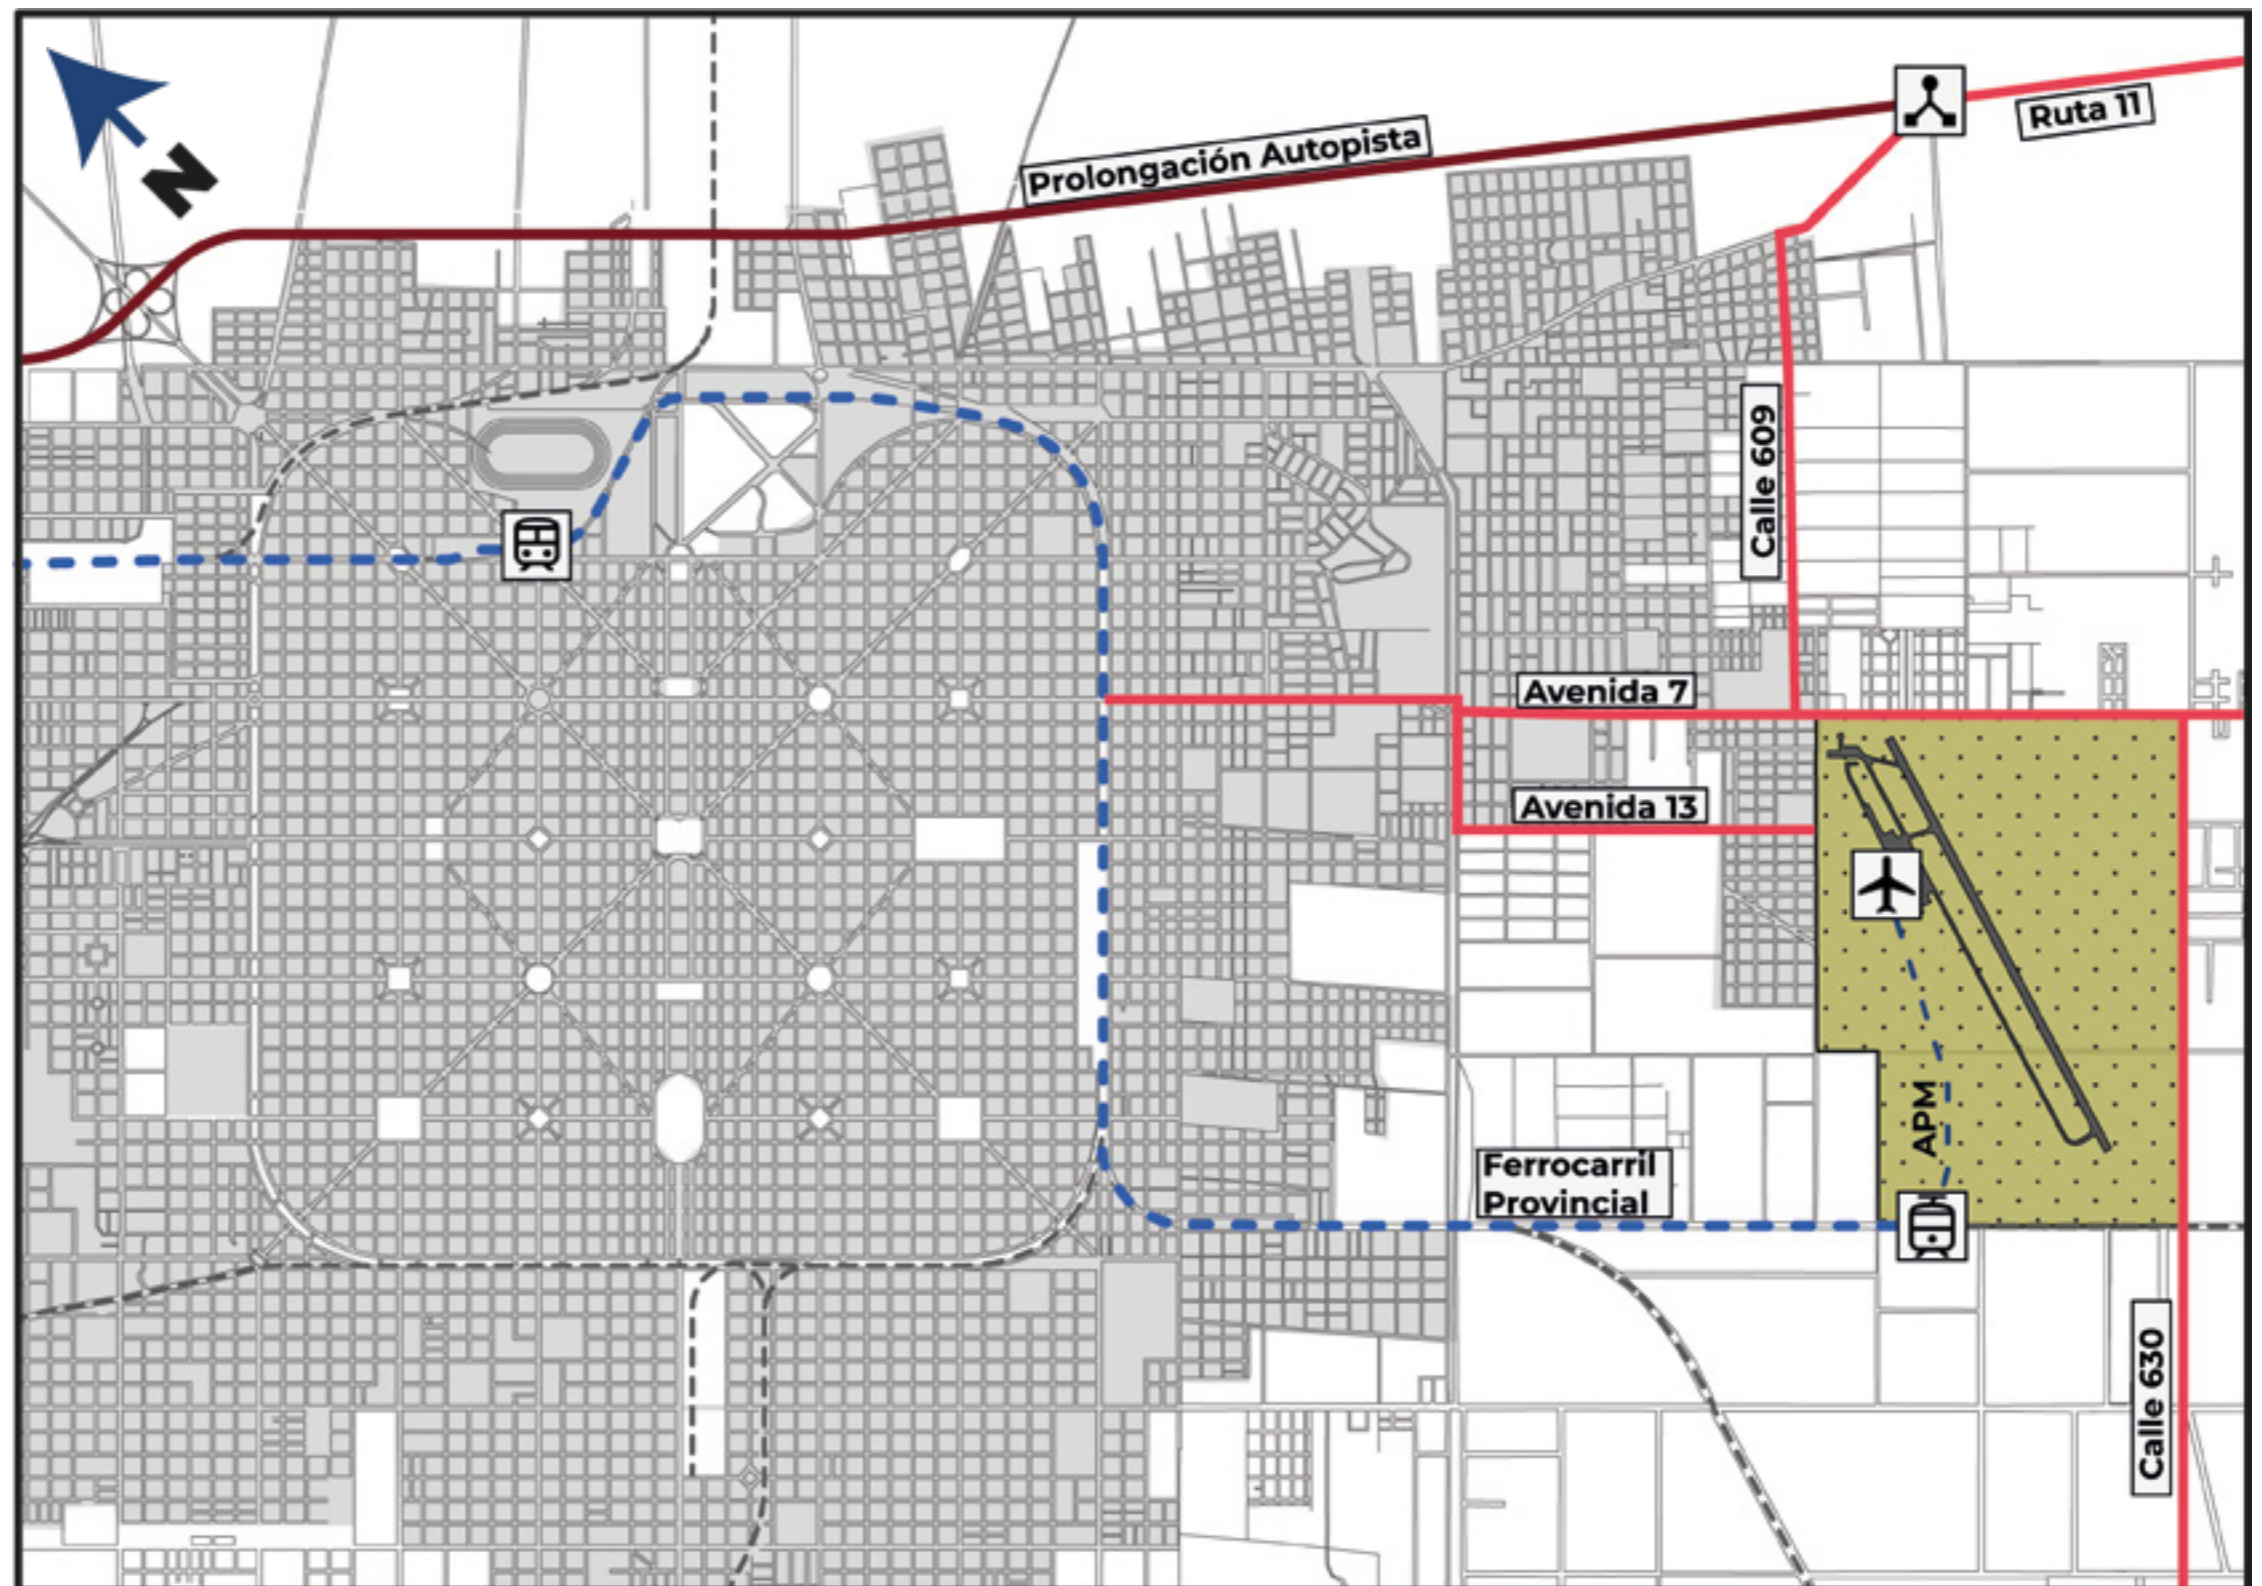 N
Prolongación Autopista
Ruta 11
Calle 609
Avenida 7
Avenida 13
APM
Ferrocarril
Provincial
Calle 630